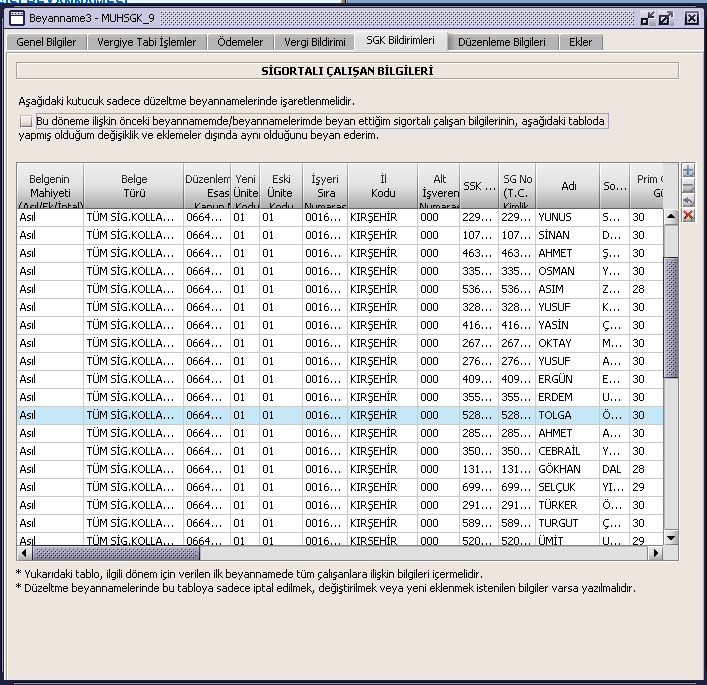 Beyanname3 - MUHSGK_9
Genel Bilgiler Vergiye Tabi İşlemler Ödemeler Vergi Bildirimi SGK Bildirimleri Düzenleme Bilgileri Ekler
SİGORTALI ÇALIŞAN BİLGİLERİ
Aşağıdaki kutucuk sadece düzeltme beyannamelerinde işaretlenmelidir.
Bu döneme ilişkin önceki beyannamemde/beyannamelerimde beyan ettiğim sigortalı çalışan bilgilerinin, aşağıdaki tabloda
yapmış olduğum değişiklik ve eklemeler dışında aynı olduğunu beyan ederim.
Belgenin Belge Düzenlem Yeni Eski İşyeri İl Alt SSK ... SG No Adı So... Prim
Mahiyeti Türü Esas Ünite Ünite Sıra Kodu İşveren (T.C. Gü
(Asıl/Ek/İptal) Kanun Kodu Kodu Numaras Numaras Kimlik
Asıl TÜM SİG.KOLLA... 0664... 01 01 0016... KIRŞEHİR 000 229... 229... YUNUS S... 30
Asıl TÜM SİG.KOLLA... 0664... 01 01 0016... KIRŞEHİR 000 107... 107... SİNAN D... 30
Asıl TÜM SİG.KOLLA... 0664... 01 01 0016... KIRŞEHİR 000 463... 463... AHMET Ş... 30
Asıl TÜM SİG.KOLLA... 0664... 01 01 0016... KIRŞEHİR 000 335... 335... OSMAN Y... 30
Asıl TÜM SİG.KOLLA... 0664... 01 01 0016... KIRŞEHİR 000 536... 536... ASIM Z... 28
Asıl TÜM SİG.KOLLA... 0664... 01 01 0016... KIRŞEHİR 000 328... 328... YUSUF K... 30
Asıl TÜM SİG.KOLLA... 0664... 01 01 0016... KIRŞEHİR 000 416... 416... YASİN Ç... 30
Asıl TÜM SİG.KOLLA... 0664... 01 01 0016... KIRŞEHİR 000 267... 267... OKTAY M... 30
Asıl TÜM SİG.KOLLA... 0664... 01 01 0016... KIRŞEHİR 000 276... 276... YUSUF A... 30
Asıl TÜM SİG.KOLLA... 0664... 01 01 0016... KIRŞEHİR 000 409... 409... ERGÜN E... 30
Asıl TÜM SİG.KOLLA... 0664... 01 01 0016... KIRŞEHİR 000 355... 355... ERDEM U... 30
Asıl TÜM SİG.KOLLA... 0664... 01 01 0016... KIRŞEHİR 000 528... 528... TOLGA Ö... 30
Asıl TÜM SİG.KOLLA... 0664... 01 01 0016... KIRŞEHİR 000 285... 285... AHMET A... 30
Asıl TÜM SİG.KOLLA... 0664... 01 01 0016... KIRŞEHİR 000 350... 350... CEBRAİL Y... 30
Asıl TÜM SİG.KOLLA... 0664... 01 01 0016... KIRŞEHİR 000 131... 131... GÖKHAN DAL 28
Asıl TÜM SİG.KOLLA... 0664... 01 01 0016... KIRŞEHİR 000 699... 699... SELÇUK YI... 29
Asıl TÜM SİG.KOLLA... 0664... 01 01 0016... KIRŞEHİR 000 291... 291... TÜRKER Ö... 30
Asıl TÜM SİG.KOLLA... 0664... 01 01 0016... KIRŞEHİR 000 589... 589... TURGUT Ç... 30
Asıl TÜM SİG.KOLLA... 0664... 01 01 0016... KIRŞEHİR 000 520... 520... ÜMİT U... 29
* Yukarıdaki tablo, ilgili dönem için verilen ilk beyannamede tüm çalışanlara ilişkin bilgileri içermelidir.
* Düzeltme beyannamelerinde bu tabloya sadece iptal edilmek, değiştirilmek veya yeni eklenmek istenilen bilgiler varsa yazılmalıdır.